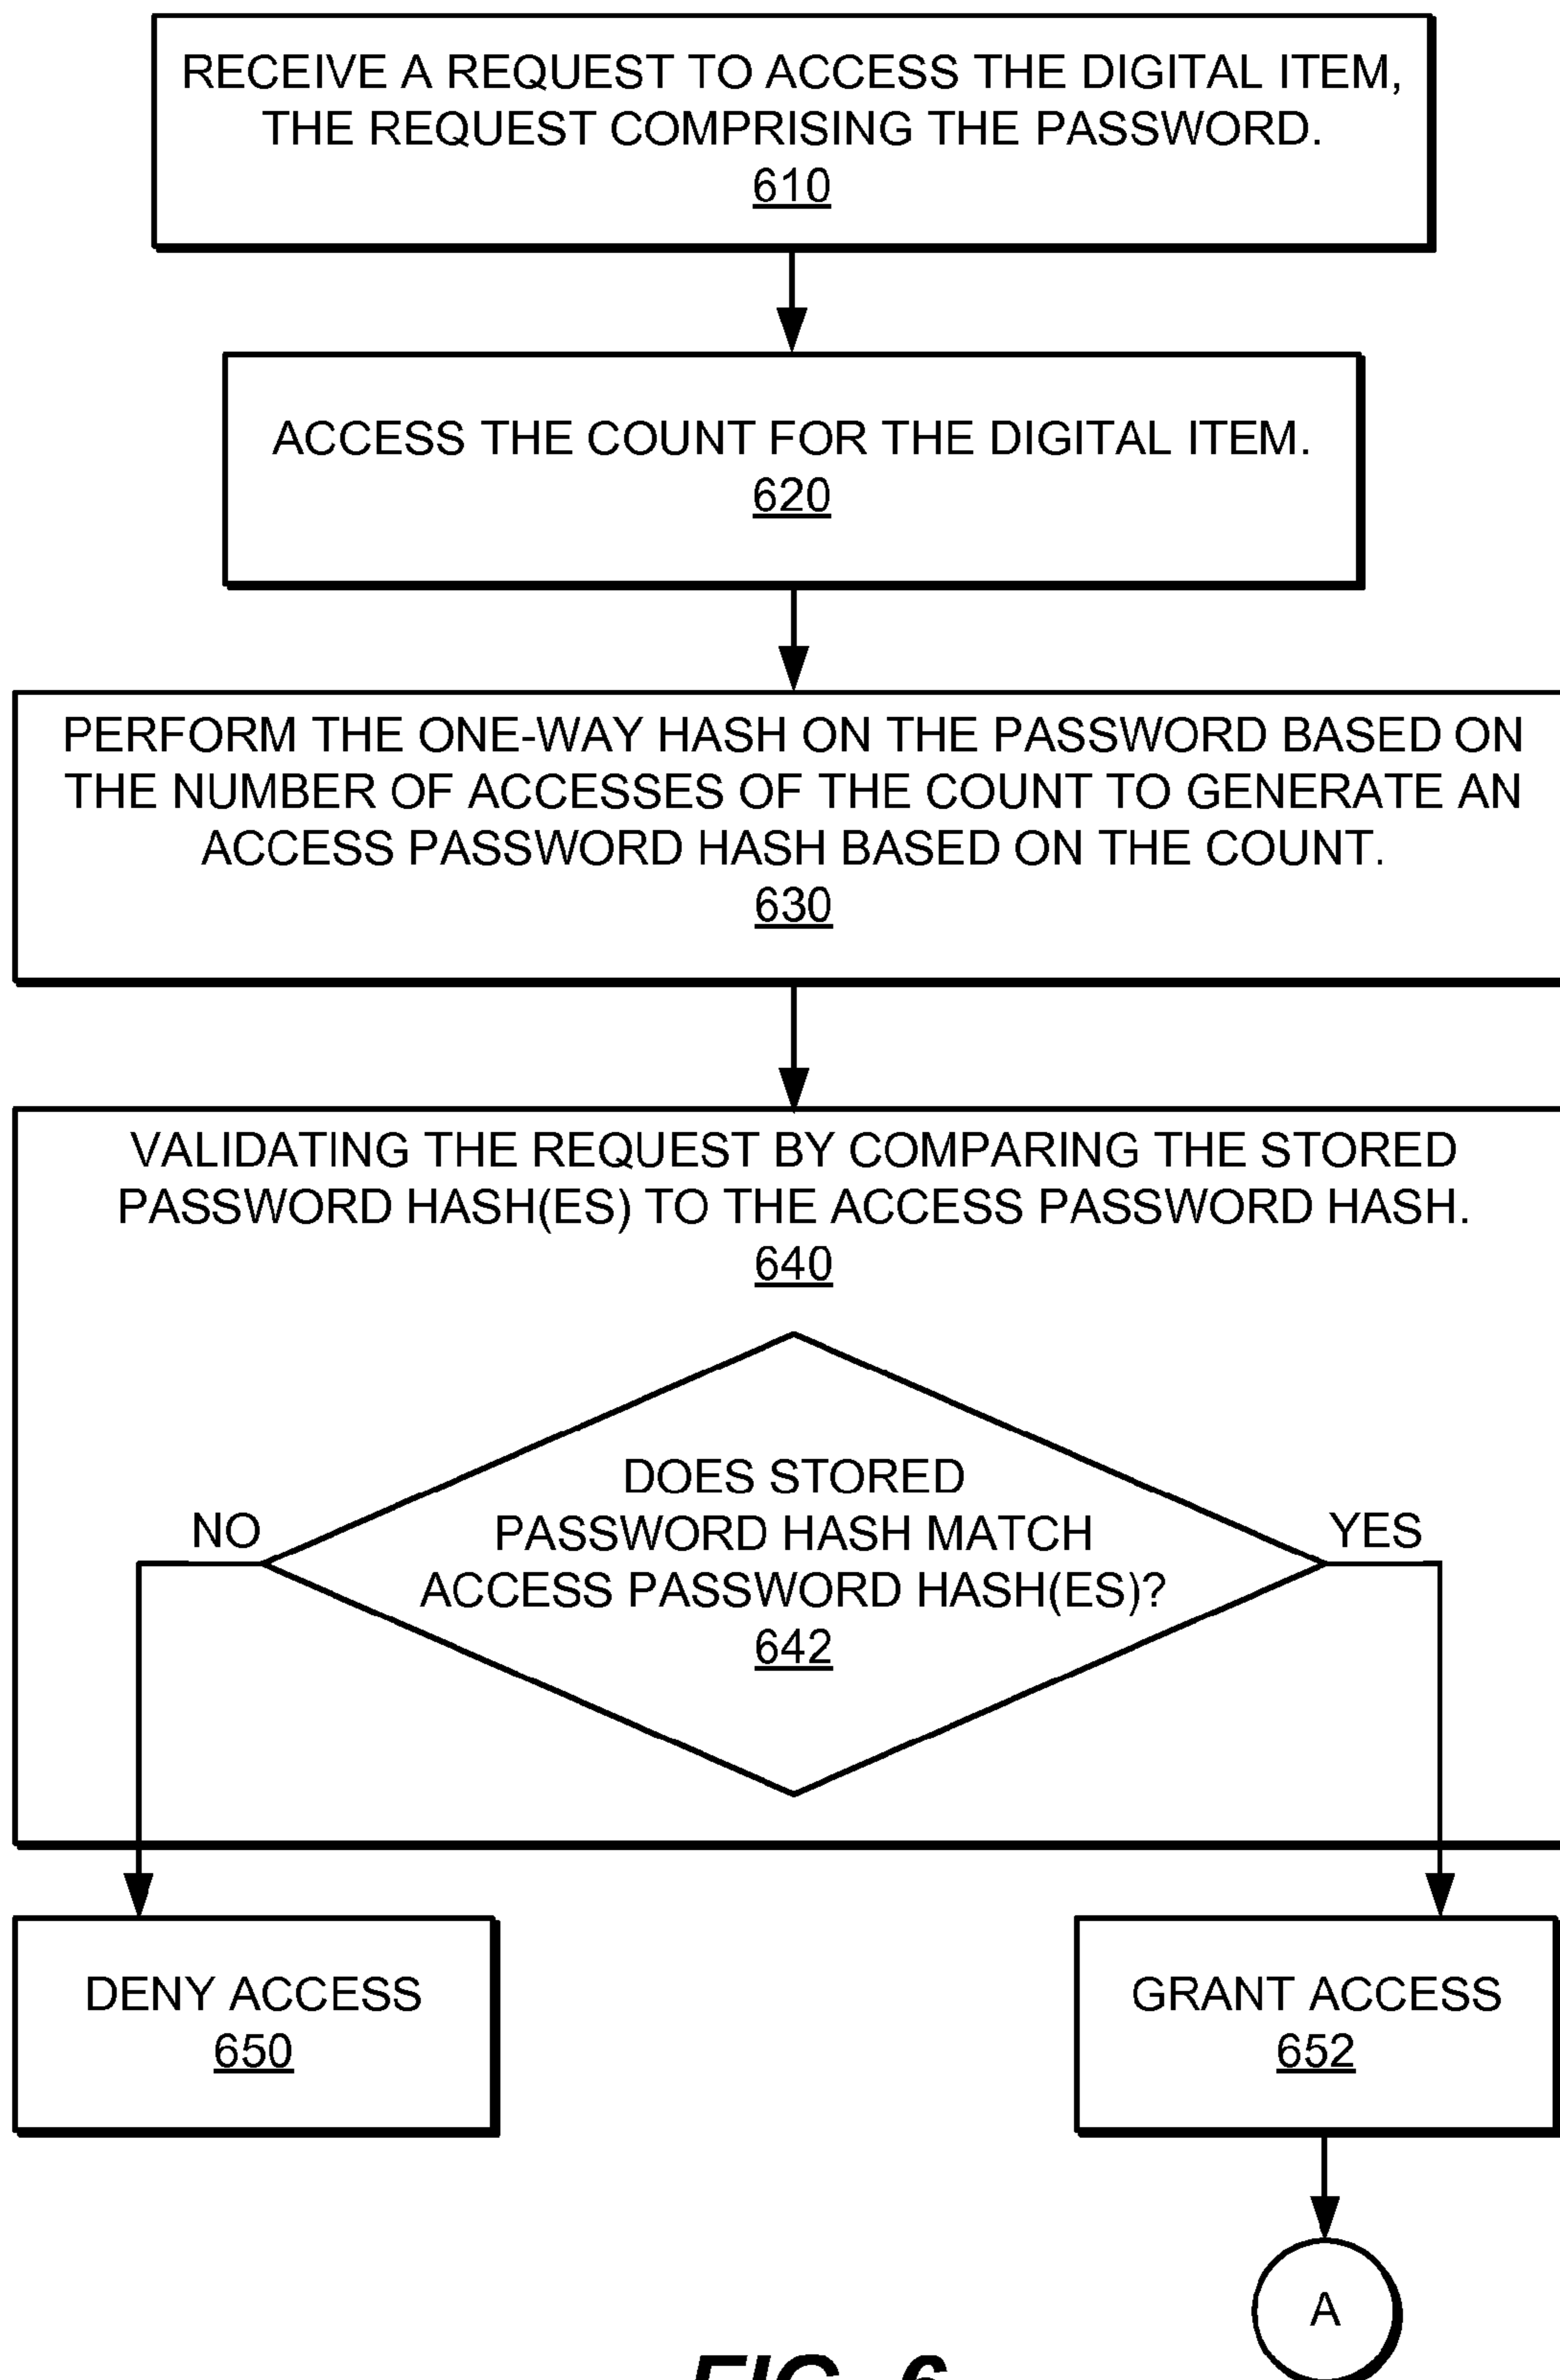 RECEIVE A REQUEST TO ACCESS THE DIGITAL ITEM,
THE REQUEST COMPRISING THE PASSWORD.
610
ACCESS THE COUNT FOR THE DIGITAL ITEM.
620
PERFORM THE ONE-WAY HASH ON THE PASSWORD BASED ON
THE NUMBER OF ACCESSES OF THE COUNT TO GENERATE AN
ACCESS PASSWORD HASH BASED ON THE COUNT.
630
VALIDATING THE REQUEST BY COMPARING THE STORED
PASSWORD HASH(ES) TO THE ACCESS PASSWORD HASH.
640
DOES STORED
PASSWORD HASH MATCH
ACCESS PASSWORD HASH(ES)?
642
NO
YES
DENY ACCESS
650
GRANT ACCESS
652
A
FIG. 6